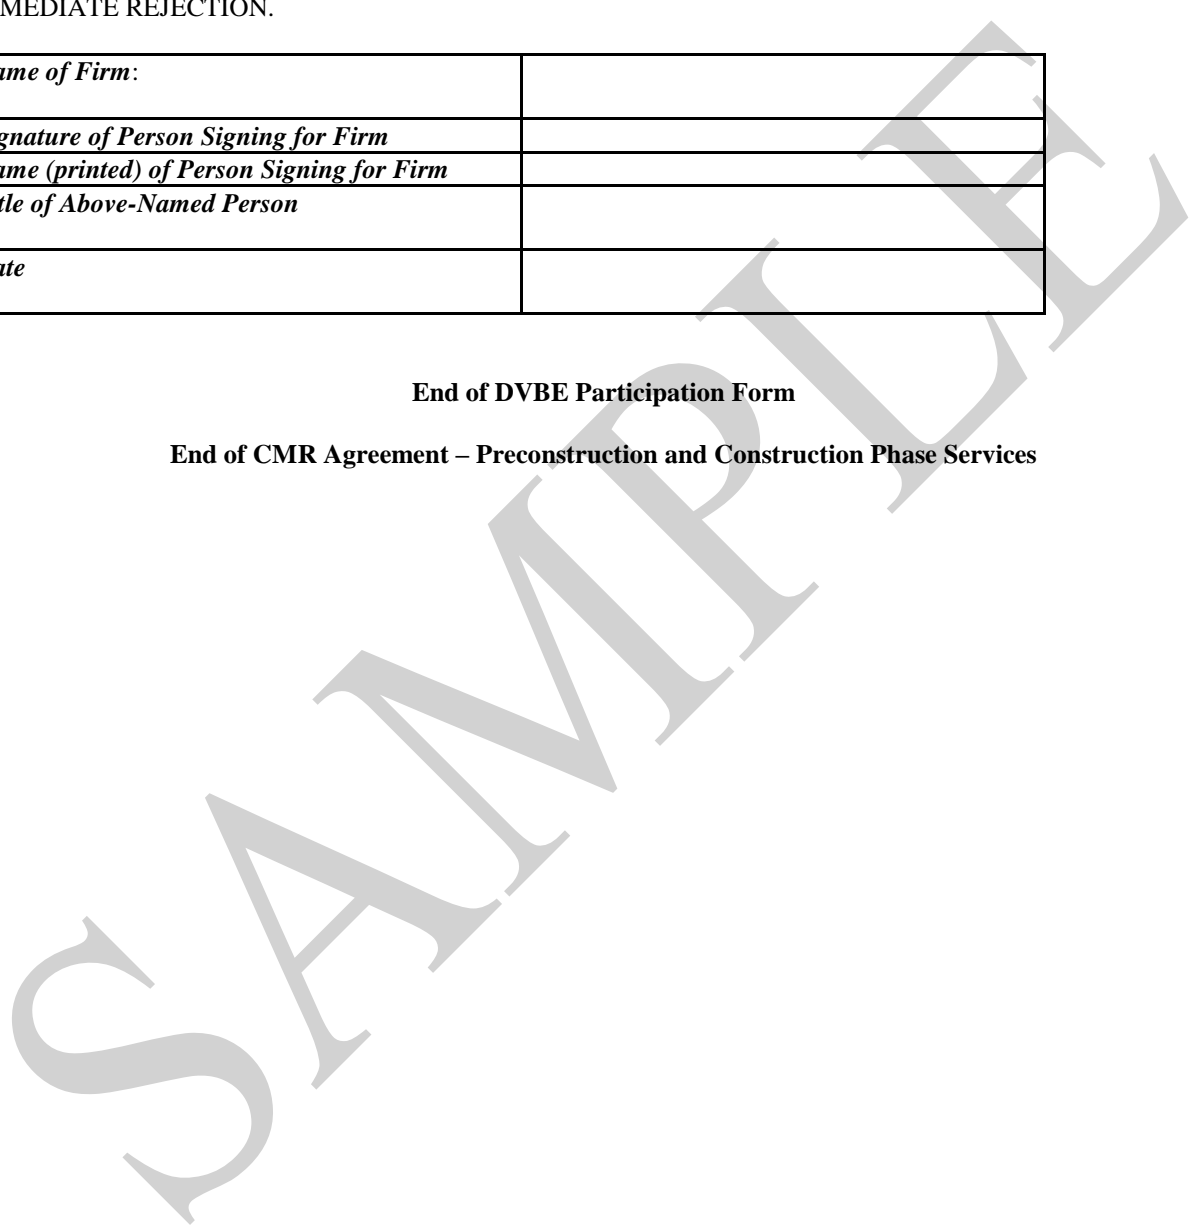 MEDIATE REJECTION.
ame of Firm:
gnature of Person Signing for Firm
ame (printed) of Person Signing for Firm
tle of Above-Named Person
ate
End of DVBE Participation Form
End of CMR Agreement – Preconstruction and Construction Phase Services
SAMPLE